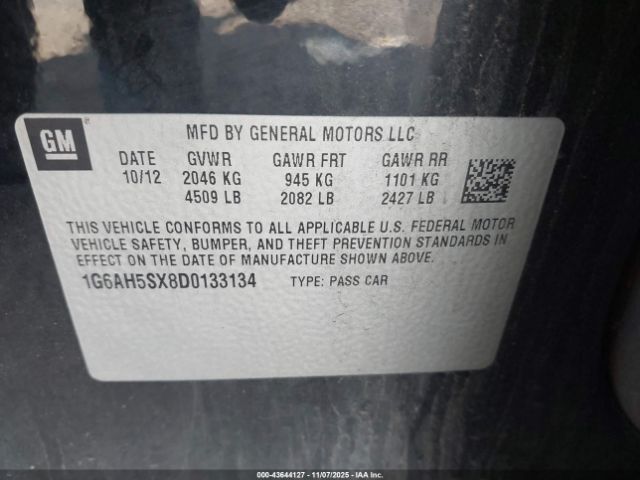 GM
MFD BY GENERAL MOTORS LLC
DATE GVWR GAWR FRT GAWR RR
10/12 2046 KG 945 KG 1101 KG
4509 LB 2082 LB 2427 LB
THIS VEHICLE CONFORMS TO ALL APPLICABLE U.S. FEDERAL MOTOR
VEHICLE SAFETY, BUMPER, AND THEFT PREVENTION STANDARDS IN
EFFECT ON THE DATE OF MANUFACTURE SHOWN ABOVE.
1G6AH5SX8D0133134 TYPE: PASS CAR
000-43644127 - 11/07/2025 - IAA Inc.